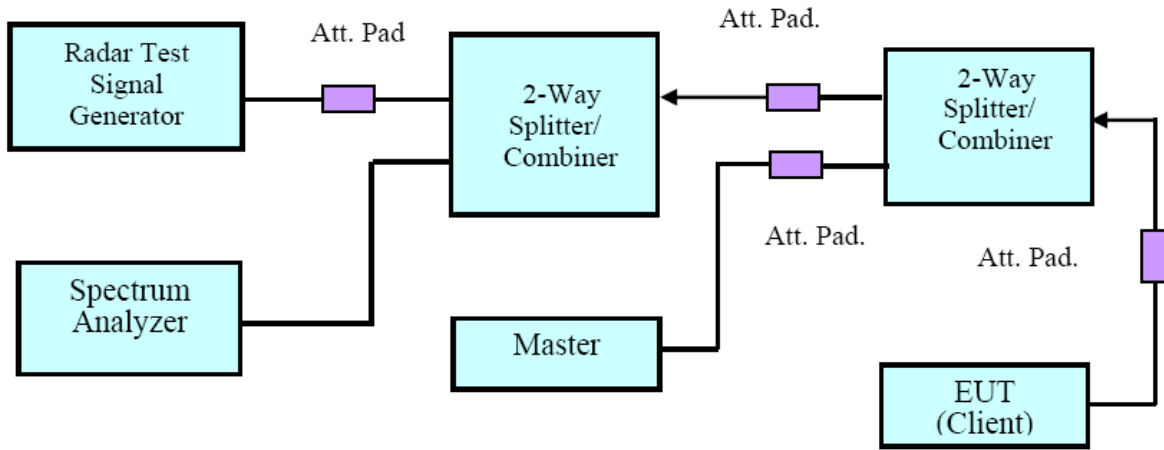 Radar Test
Signal
Generator
Att. Pad
2-Way
Splitter/
Combiner
Att. Pad.
2-Way
Splitter/
Combiner
Att. Pad.
Att. Pad.
Spectrum
Analyzer
Master
EUT
(Client)